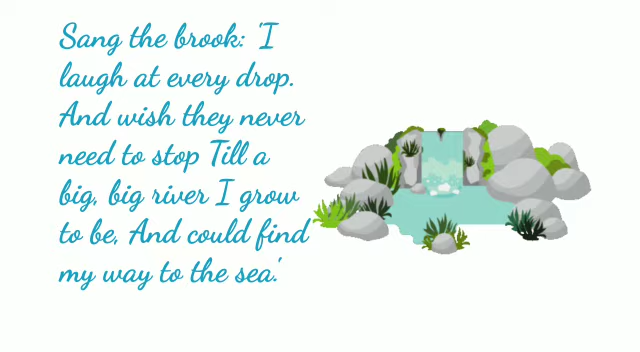 Sang the brook: 'I
laugh at every drop.
And wish they never
need to stop Till a
big, big river I grow
to be, And could find
my way to the sea.'